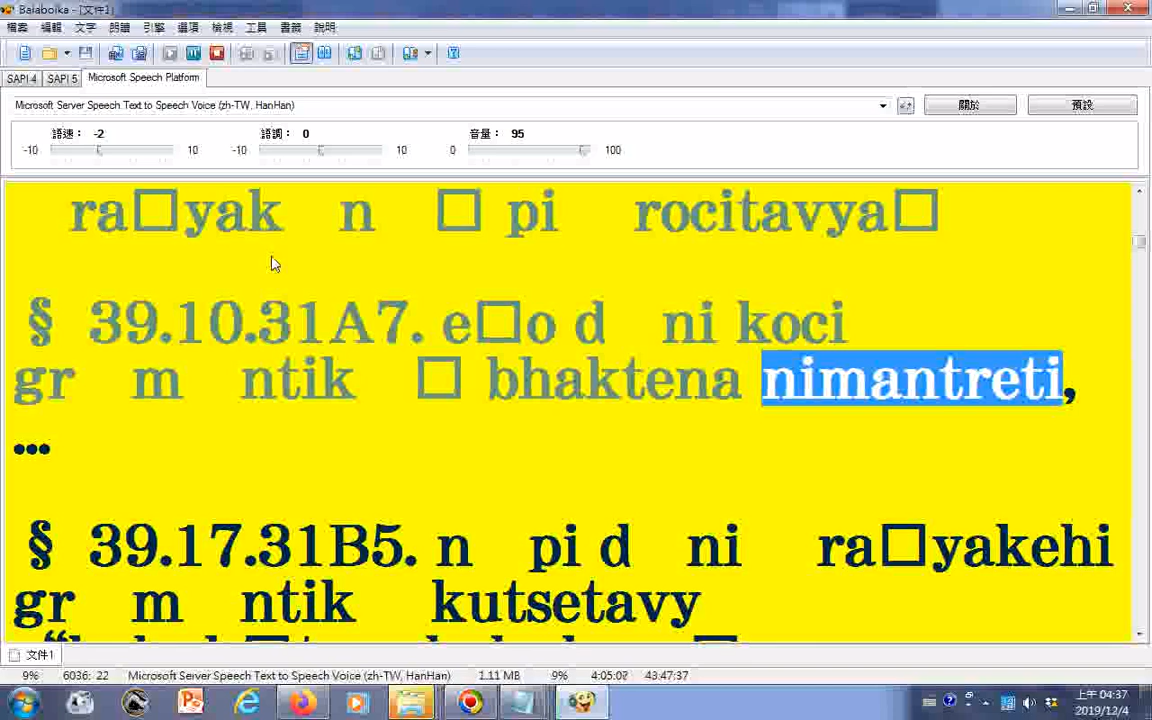 Balabolka - [文件1]
檔案 編輯 文字 朗讀 引擎 選項 檢視 工具 書籤 說明
SAPI 4 SAPI 5 Microsoft Speech Platform
Microsoft Server Speech Text to Speech Voice (zh-TW, HanHan) 關於 預設
語速： -2 語調： 0 音量： 95
-10 10 -10 10 0 100
ra□yak n □ pi rocitavya□
§ 39.10.31A7. e□o d ni koci
gr m ntik □ bhaktena nimantreti,
...
§ 39.17.31B5. n pi d ni ra□yakehi
gr m ntik kutsetavy
文件1
9% 6036: 22 Microsoft Server Speech Text to Speech Voice (zh-TW, HanHan) 1.11 MB 9% 4:05:07 43:47:37
上午 04:37
2019/12/4